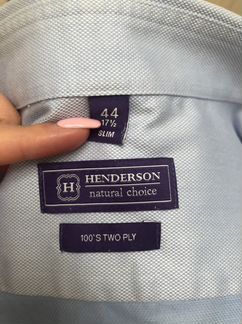 44
17½
SLIM
H
HENDERSON
natural choice
100'S TWO PLY